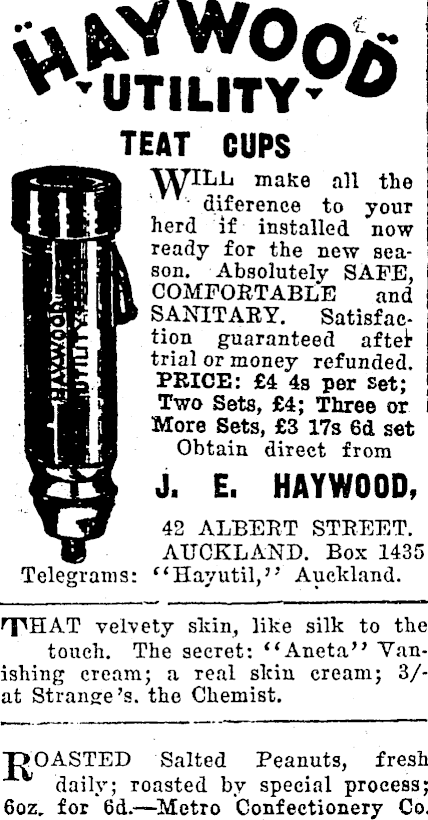 HAYWOOD
UTILITY
TEAT CUPS
HAYWOOD
UTILITY
WILL make all the
diference to your
herd if installed now
ready for the new sea-
son. Absolutely SAFE,
COMFORTABLE and
SANITARY. Satisfac-
tion guaranteed after
trial or money refunded.
PRICE: £4 4s per set;
Two Sets, £4; Three or
More Sets, £3 17s 6d set
Obtain direct from
J. E. HAYWOOD,
42 ALBERT STREET.
AUCKLAND. Box 1435
Telegrams: "Hayutil," Auckland.
THAT velvety skin, like silk to the
touch. The secret: "Aneta" Van-
ishing cream; a real skin cream; 3/-
at Strange's. the Chemist.
ROASTED Salted Peanuts, fresh
daily; roasted by special process;
6oz. for 6d.—Metro Confectionery Co.